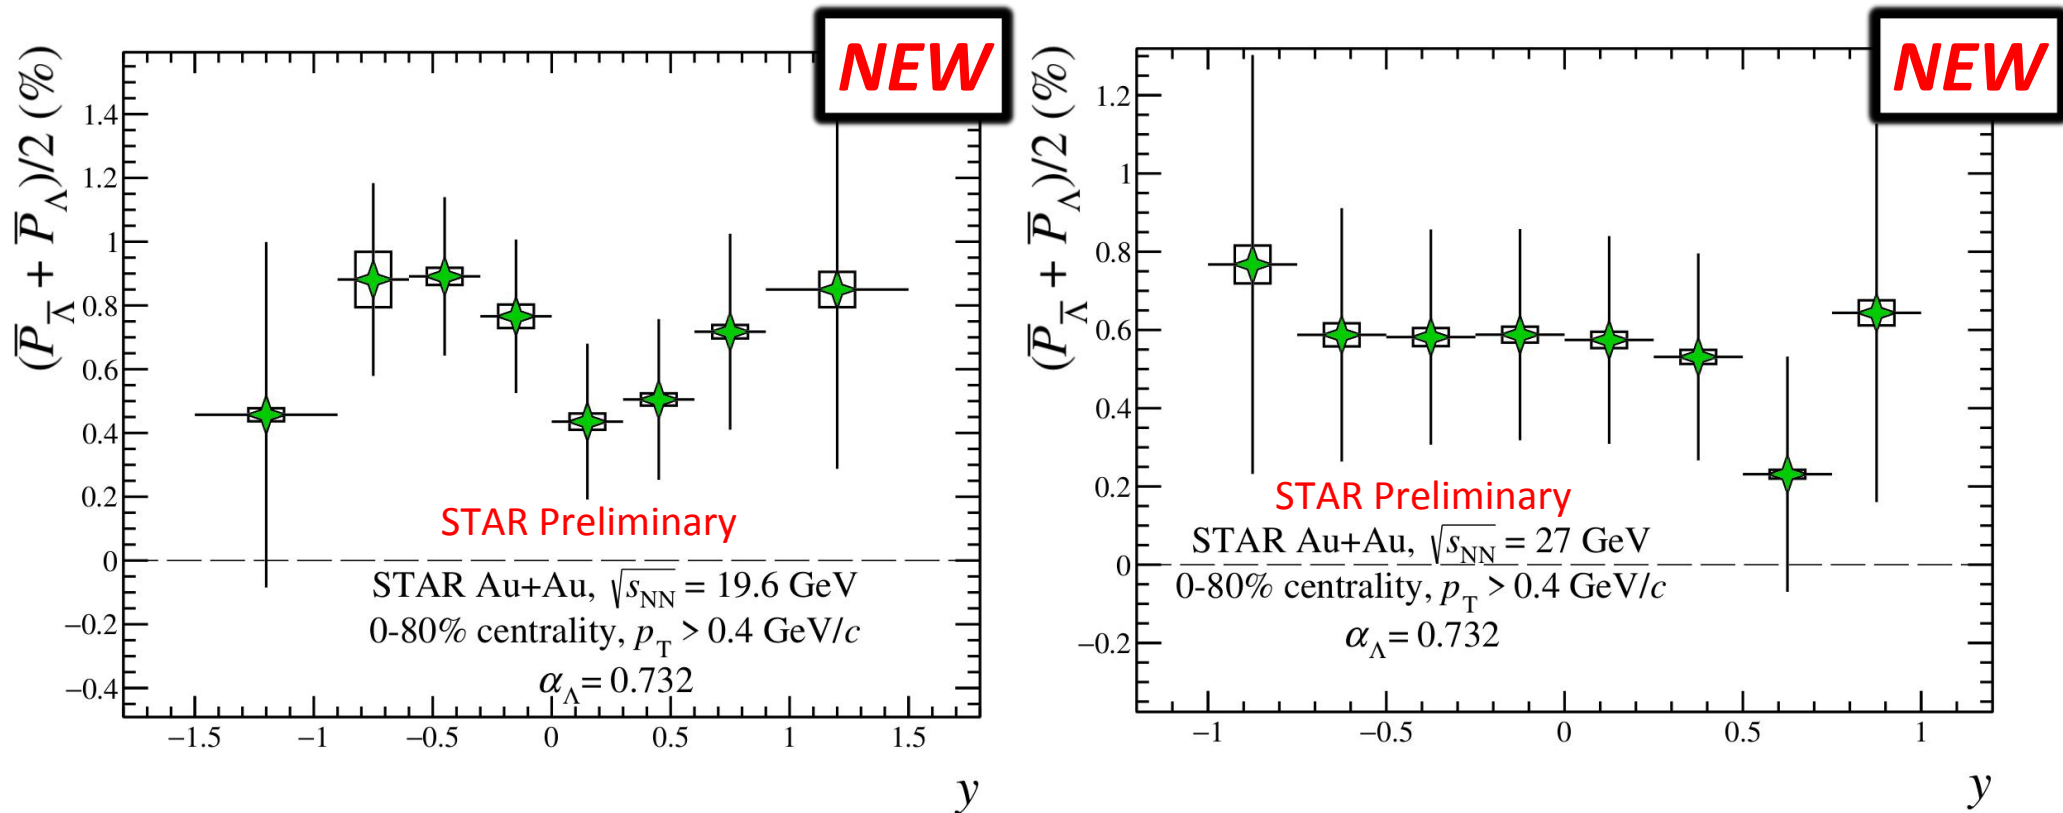 NEW
(P̅_Λ̅ + P̅_Λ)/2 (%)
1.4
1.2
1
0.8
0.6
0.4
0.2
0
−0.2
−0.4
STAR Preliminary
STAR Au+Au, √s_NN = 19.6 GeV
0-80% centrality, p_T > 0.4 GeV/c
α_Λ = 0.732
−1.5 −1 −0.5 0 0.5 1 1.5
y
NEW
(P̅_Λ̅ + P̅_Λ)/2 (%)
1.2
1
0.8
0.6
0.4
0.2
0
−0.2
STAR Preliminary
STAR Au+Au, √s_NN = 27 GeV
0-80% centrality, p_T > 0.4 GeV/c
α_Λ = 0.732
−1 −0.5 0 0.5 1
y